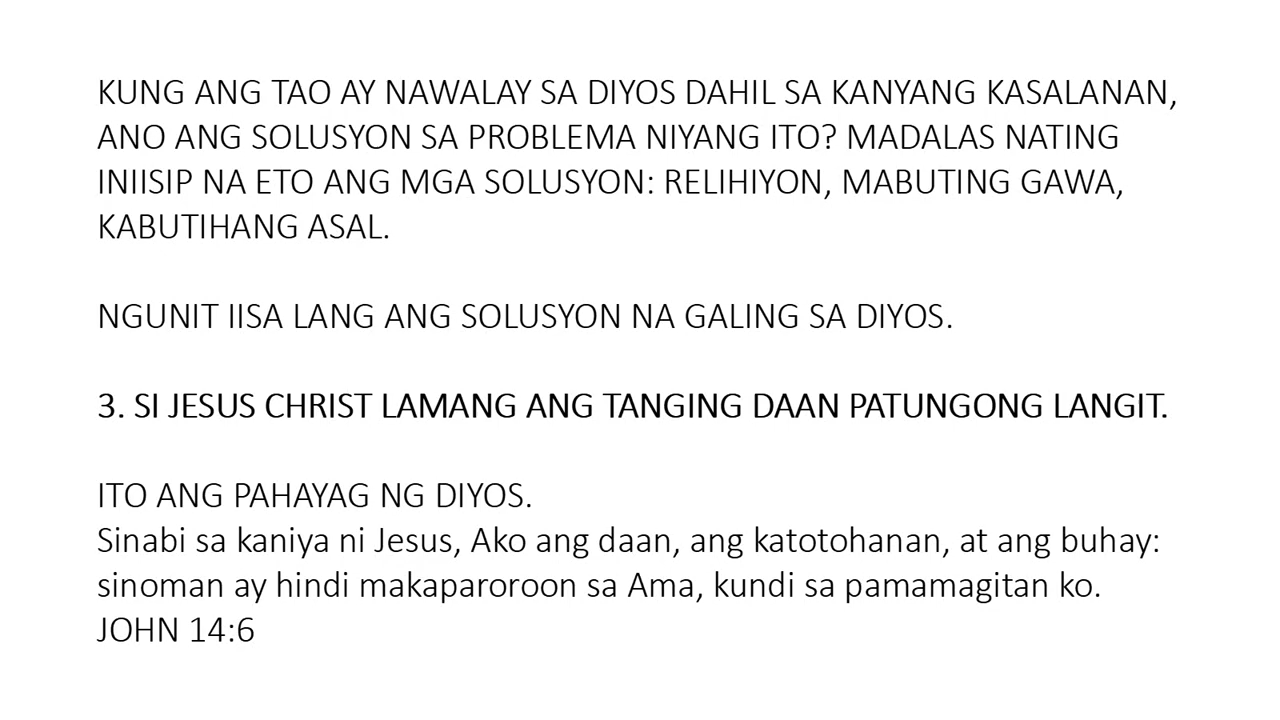 KUNG ANG TAO AY NAWALAY SA DIYOS DAHIL SA KANYANG KASALANAN,
ANO ANG SOLUSYON SA PROBLEMA NIYANG ITO? MADALAS NATING
INIISIP NA ETO ANG MGA SOLUSYON: RELIHIYON, MABUTING GAWA,
KABUTIHANG ASAL.
NGUNIT IISA LANG ANG SOLUSYON NA GALING SA DIYOS.
3. SI JESUS CHRIST LAMANG ANG TANGING DAAN PATUNGONG LANGIT.
ITO ANG PAHAYAG NG DIYOS.
Sinabi sa kaniya ni Jesus, Ako ang daan, ang katotohanan, at ang buhay:
sinoman ay hindi makaparoroon sa Ama, kundi sa pamamagitan ko.
JOHN 14:6